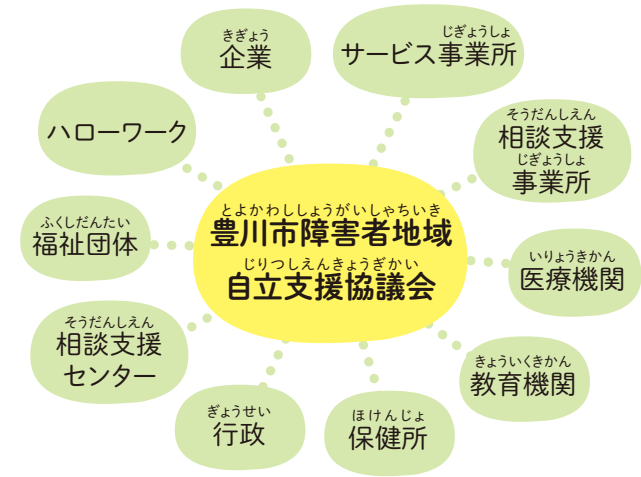 きぎょう
企業
じぎょうしょ
サービス事業所
そうだんしえん
相談支援
じぎょうしょ
事業所
いりょうきかん
医療機関
きょういくきかん
教育機関
ほけんじょ
保健所
ぎょうせい
行政
そうだんしえん
相談支援
センター
ふくしだんたい
福祉団体
ハローワーク
とよかわししょうがいしゃちいき
豊川市障害者地域
じりつしえんきょうぎかい
自立支援協議会